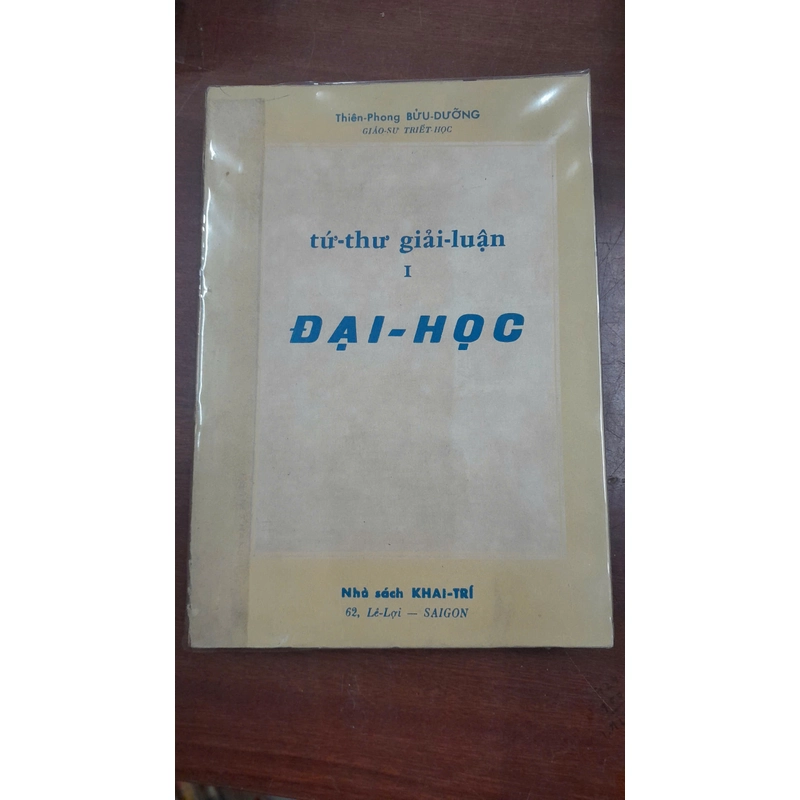 Thiên-Phong BỬU-DƯỠNG
GIÁO-SƯ TRIẾT-HỌC
tứ-thư giải-luận
I
ĐẠI-HỌC
Nhà sách KHAI-TRÍ
62, Lê-Lợi — SAIGON